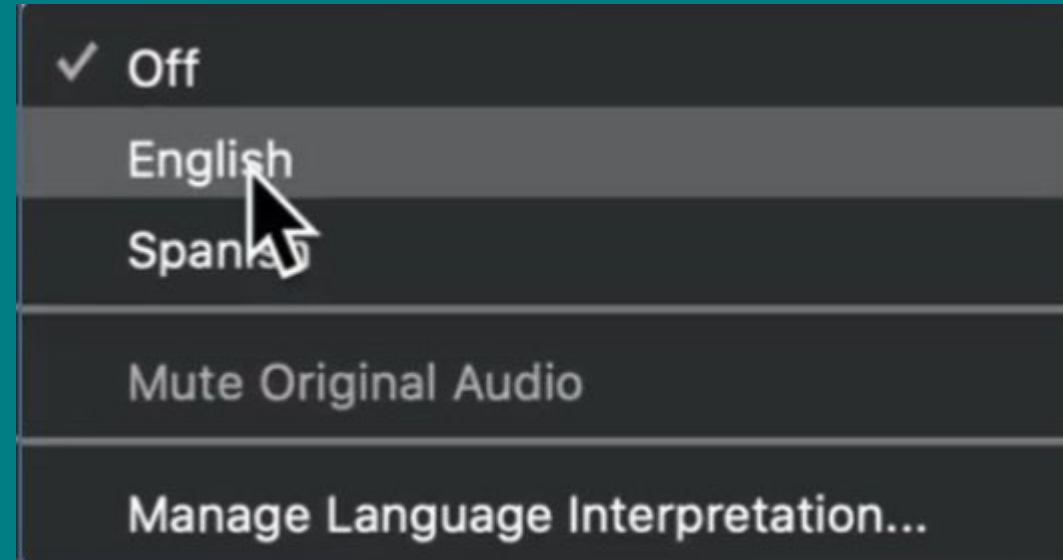 Off
English
Spanish
Mute Original Audio
Manage Language Interpretation...